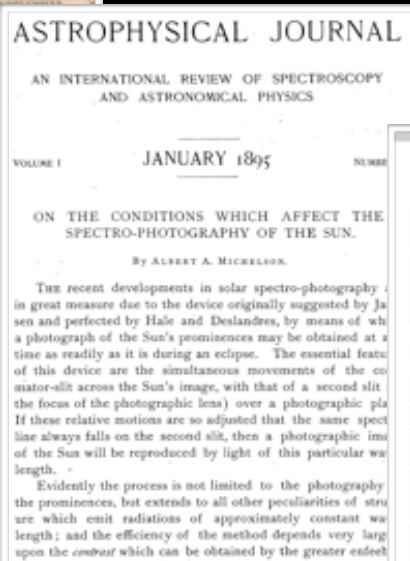 ASTROPHYSICAL JOURNAL
AN INTERNATIONAL REVIEW OF SPECTROSCOPY
AND ASTRONOMICAL PHYSICS
VOLUME I
JANUARY 1895
NUMBE
ON THE CONDITIONS WHICH AFFECT THE
SPECTRO-PHOTOGRAPHY OF THE SUN.
By ALBERT A. MICHELSON.
THE recent developments in solar spectro-photography
in great measure due to the device originally suggested by Ja
sen and perfected by Hale and Deslandres, by means of wh
a photograph of the Sun's prominences may be obtained at a
time as readily as it is during an eclipse. The essential featu
of this device are the simultaneous movements of the co
mator-slit across the Sun's image, with that of a second slit
the focus of the photographic lens) over a photographic pla
If these relative motions are so adjusted that the same spect
line always falls on the second slit, then a photographic ima
of the Sun will be reproduced by light of this particular wa
length.
Evidently the process is not limited to the photography
the prominences, but extends to all other peculiarities of stru
ure which emit radiations of approximately constant wa
length; and the efficiency of the method depends very larg
upon the contrast which can be obtained by the greater enfeeb